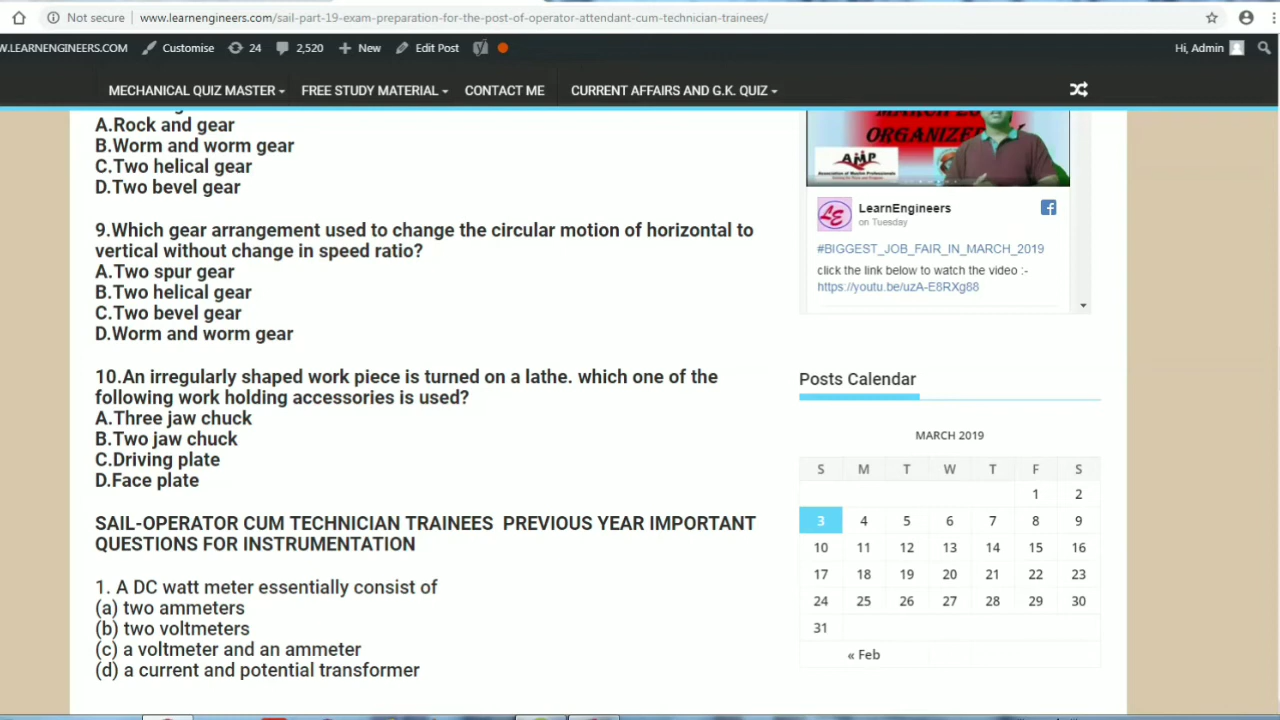 Not secure | www.learnengineers.com/sail-part-19-exam-preparation-for-the-post-of-operator-attendant-cum-technician-trainees/
W.LEARNENGINEERS.COM Customise 24 2,520 New Edit Post Hi, Admin
MECHANICAL QUIZ MASTER FREE STUDY MATERIAL CONTACT ME CURRENT AFFAIRS AND G.K. QUIZ
A.Rock and gear
B.Worm and worm gear
C.Two helical gear
D.Two bevel gear
9.Which gear arrangement used to change the circular motion of horizontal to
vertical without change in speed ratio?
A.Two spur gear
B.Two helical gear
C.Two bevel gear
D.Worm and worm gear
10.An irregularly shaped work piece is turned on a lathe. which one of the
following work holding accessories is used?
A.Three jaw chuck
B.Two jaw chuck
C.Driving plate
D.Face plate
SAIL-OPERATOR CUM TECHNICIAN TRAINEES PREVIOUS YEAR IMPORTANT
QUESTIONS FOR INSTRUMENTATION
1. A DC watt meter essentially consist of
(a) two ammeters
(b) two voltmeters
(c) a voltmeter and an ammeter
(d) a current and potential transformer
ORGANIZE
AMP
Association of Muslim Professionals
LE
LearnEngineers
on Tuesday
#BIGGEST_JOB_FAIR_IN_MARCH_2019
click the link below to watch the video :-
https://youtu.be/uzA-E8RXg88
Posts Calendar
MARCH 2019
S M T W T F S
1 2
3 4 5 6 7 8 9
10 11 12 13 14 15 16
17 18 19 20 21 22 23
24 25 26 27 28 29 30
31
« Feb